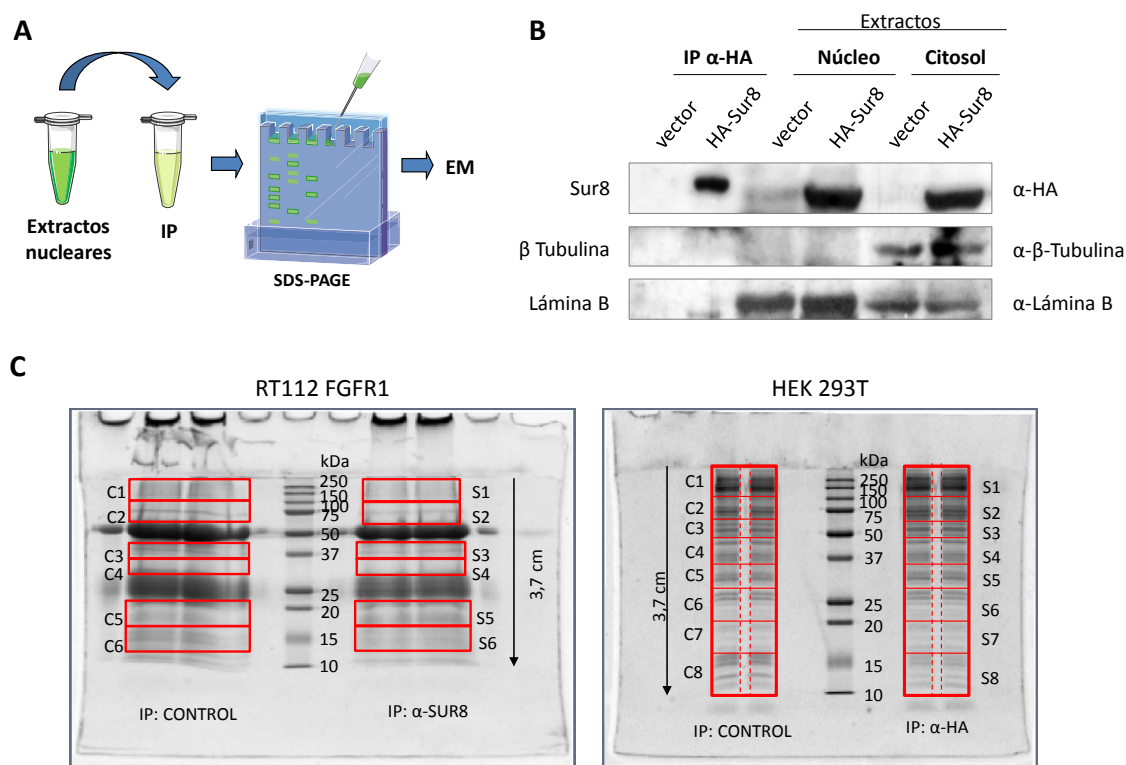 A
Extractos
nucleares
IP
SDS-PAGE
EM
B
Extractos
IP α-HA
Núcleo
Citosol
vector
HA-Sur8
vector
HA-Sur8
vector
HA-Sur8
Sur8
α-HA
β Tubulina
α-β-Tubulina
Lámina B
α-Lámina B
C
RT112 FGFR1
kDa
250
150
100
75
50
37
25
20
15
10
C1
C2
C3
C4
C5
C6
S1
S2
S3
S4
S5
S6
3,7 cm
IP: CONTROL
IP: α-SUR8
HEK 293T
3,7 cm
C1
C2
C3
C4
C5
C6
C7
C8
kDa
250
150
100
75
50
37
25
20
15
10
S1
S2
S3
S4
S5
S6
S7
S8
IP: CONTROL
IP: α-HA